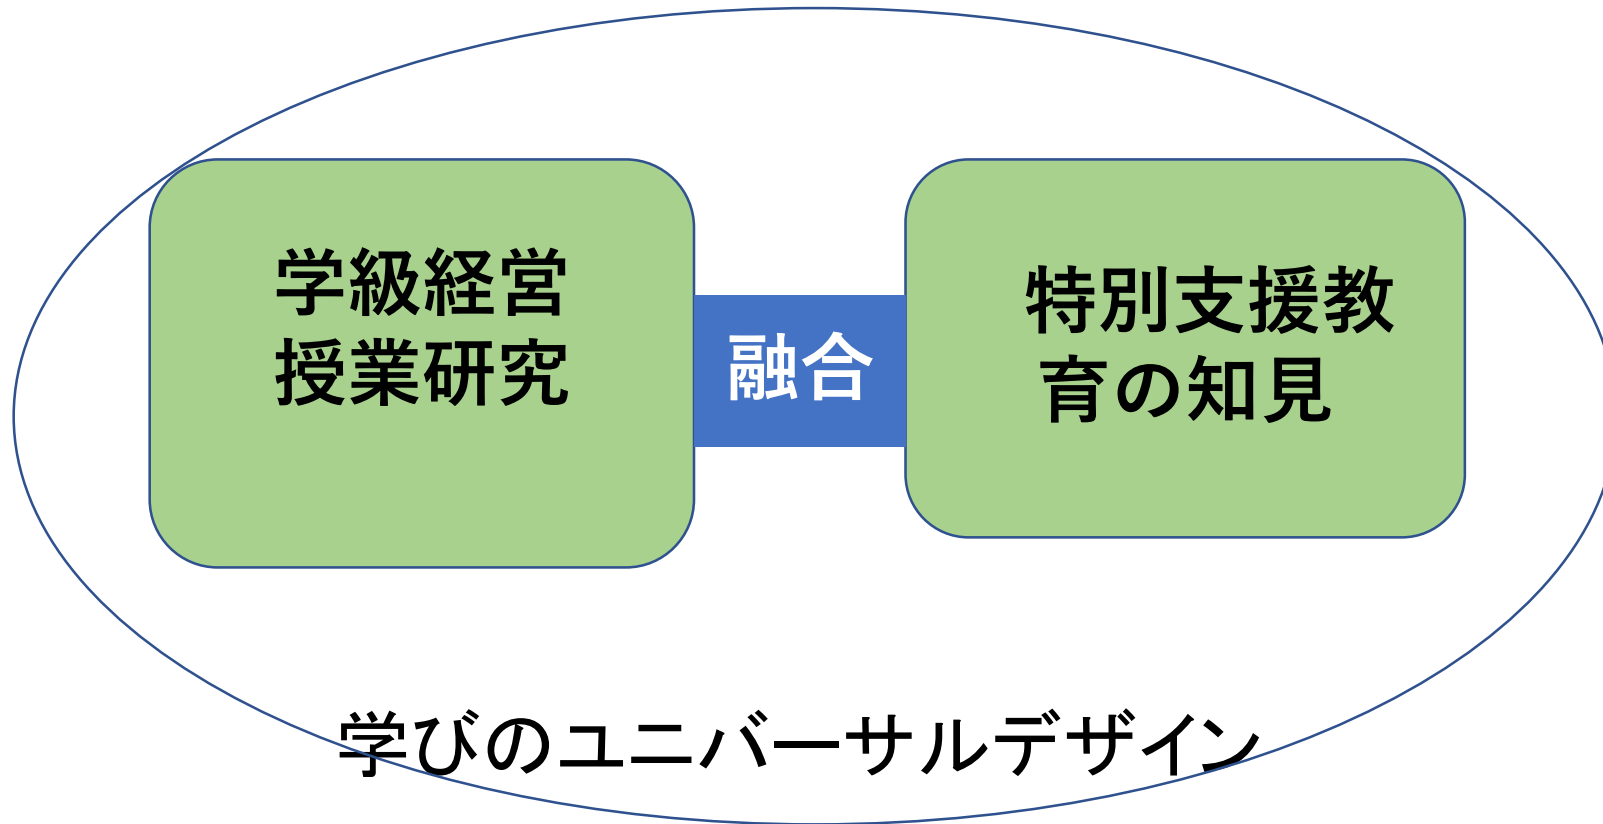 学級経営
授業研究
融合
特別支援教
育の知見
学びのユニバーサルデザイン